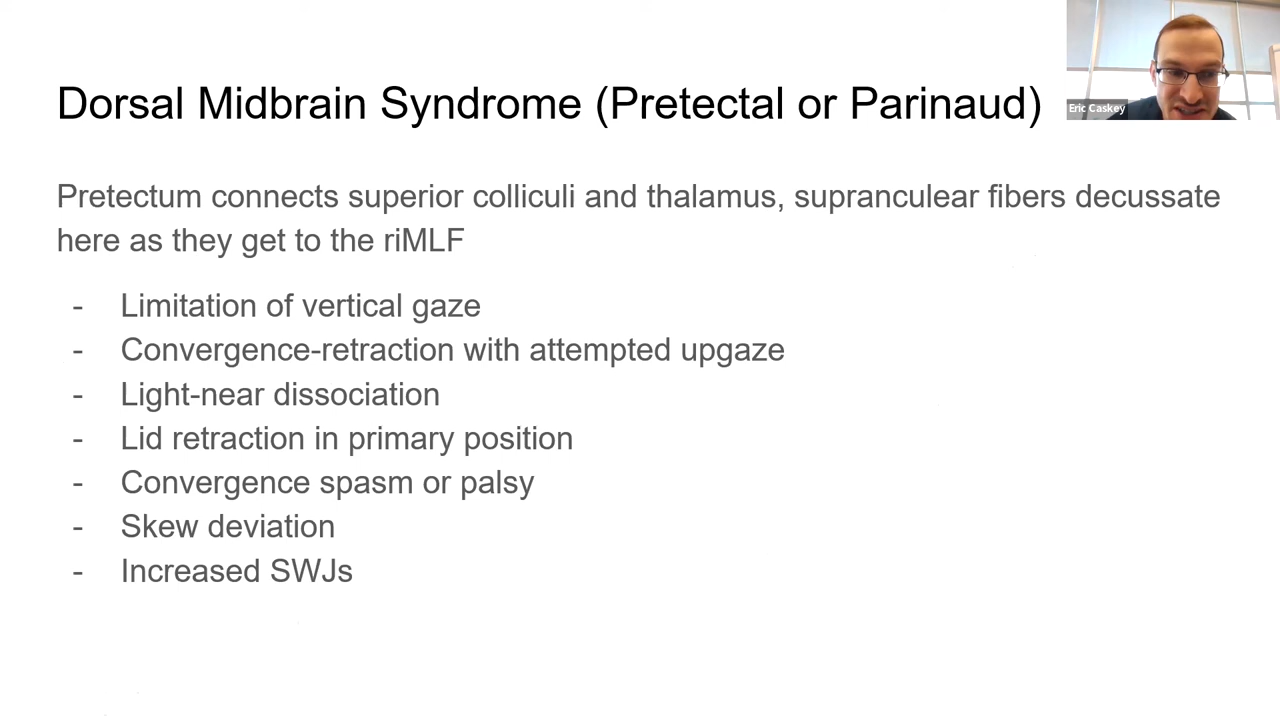 Dorsal Midbrain Syndrome (Pretectal or Parinaud)
Eric Caskey
Pretectum connects superior colliculi and thalamus, supranculear fibers decussate
here as they get to the riMLF
- Limitation of vertical gaze
- Convergence-retraction with attempted upgaze
- Light-near dissociation
- Lid retraction in primary position
- Convergence spasm or palsy
- Skew deviation
- Increased SWJs